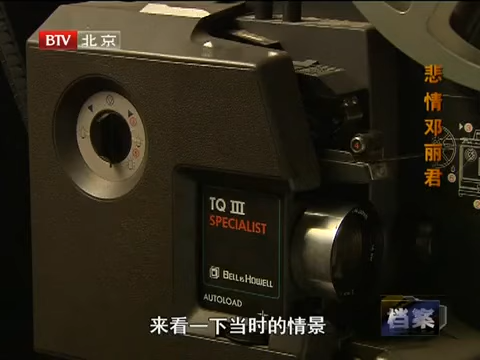 BTV 北京
悲情邓丽君
TQ III
SPECIALIST
BELL & HOWELL
AUTOLOAD
档案
来看一下当时的情景